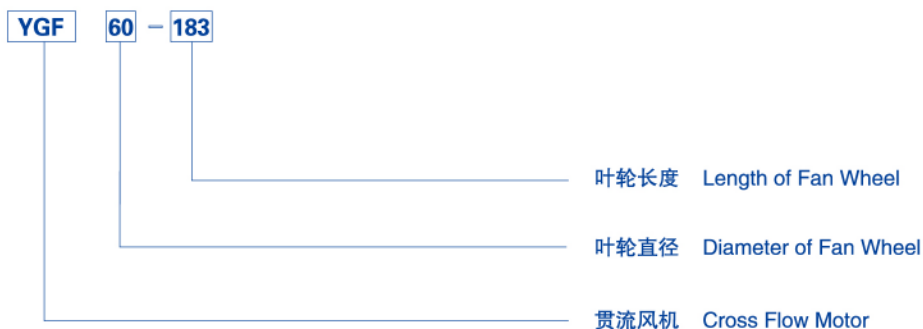 YGF 60 - 183
叶轮长度 Length of Fan Wheel
叶轮直径 Diameter of Fan Wheel
贯流风机 Cross Flow Motor